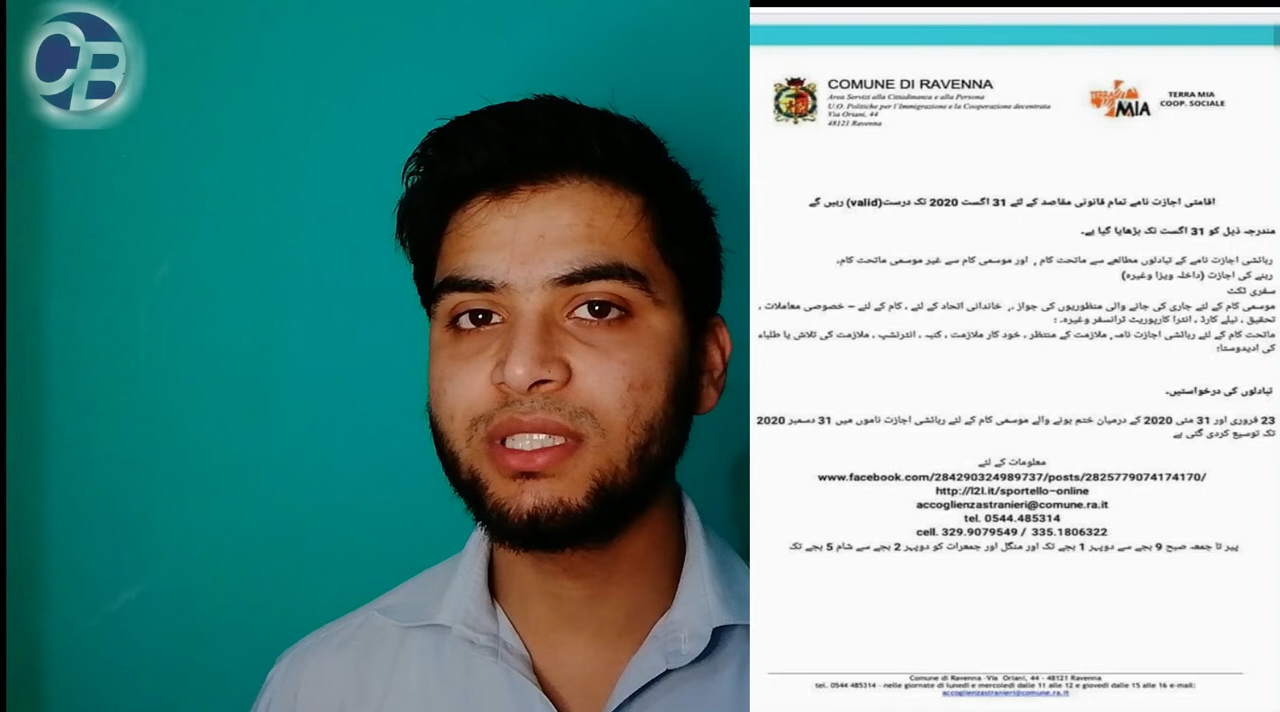 CJB
COMUNE DI RAVENNA
Area Servizi alla Cittadinanza e alla Persona
U.O. Politiche per l'Immigrazione e la Cooperazione decentrata
Via Oriani, 44
48121 Ravenna
TERRA MIA
TERRA MIA
COOP. SOCIALE
اقامتی اجازت نامے تمام قانونی مقاصد کے لئے 31 اگست 2020 تک درست(valid) رہیں گے
مندرجہ ذیل کو 31 اگست تک بڑھایا گیا ہے۔
رہائشی اجازت نامے کے تبادلوں مطالعے سے ماتحت کام , اور موسمی کام سے غیر موسمی ماتحت کام۔
رہنے کی اجازت (داخلہ ویزا وغیرہ)
سفری ٹکٹ
موسمی کام کے لئے جاری کی جانے والی منظوریوں کی جواز ,, خاندانی اتحاد کے لئے ، کام کے لئے – خصوصی معاملات ،
تحقیق ، نیلے کارڈ ، انٹرا کارپوریٹ ٹرانسفر وغیرہ۔ ؛
ماتحت کام کے لئے رہائشی اجازت نامہ, ملازمت کے منتظر ، خود کار ملازمت ، کنبہ ، انٹرنشپ ، ملازمت کی تلاش یا طلباء
کی ادیدوستا؛
تبادلوں کی درخواستیں۔
23 فروری اور 31 مئی 2020 کے درمیان ختم ہونے والے موسمی کام کے لئے رہائشی اجازت ناموں میں 31 دسمبر 2020
تک توسیع کردی گئی ہے
معلومات کے لئے
www.facebook.com/284290324989737/posts/2825779074174170/
http://l2l.it/sportello-online
accoglienzastranieri@comune.ra.it
tel. 0544.485314
cell. 329.9079549 / 335.1806322
پیر تا جمعہ صبح 9 بجے سے دوپہر 1 بجے تک اور منگل اور جمعرات کو دوپہر 2 بجے سے شام 5 بجے تک
Comune di Ravenna -Via Oriani, 44 - 48121 Ravenna
tel. 0544 485314 - nelle giornate di lunedì e mercoledì dalle 11 alle 12 e giovedì dalle 15 alle 16 e-mail:
accoglienzastranieri@comune.ra.it